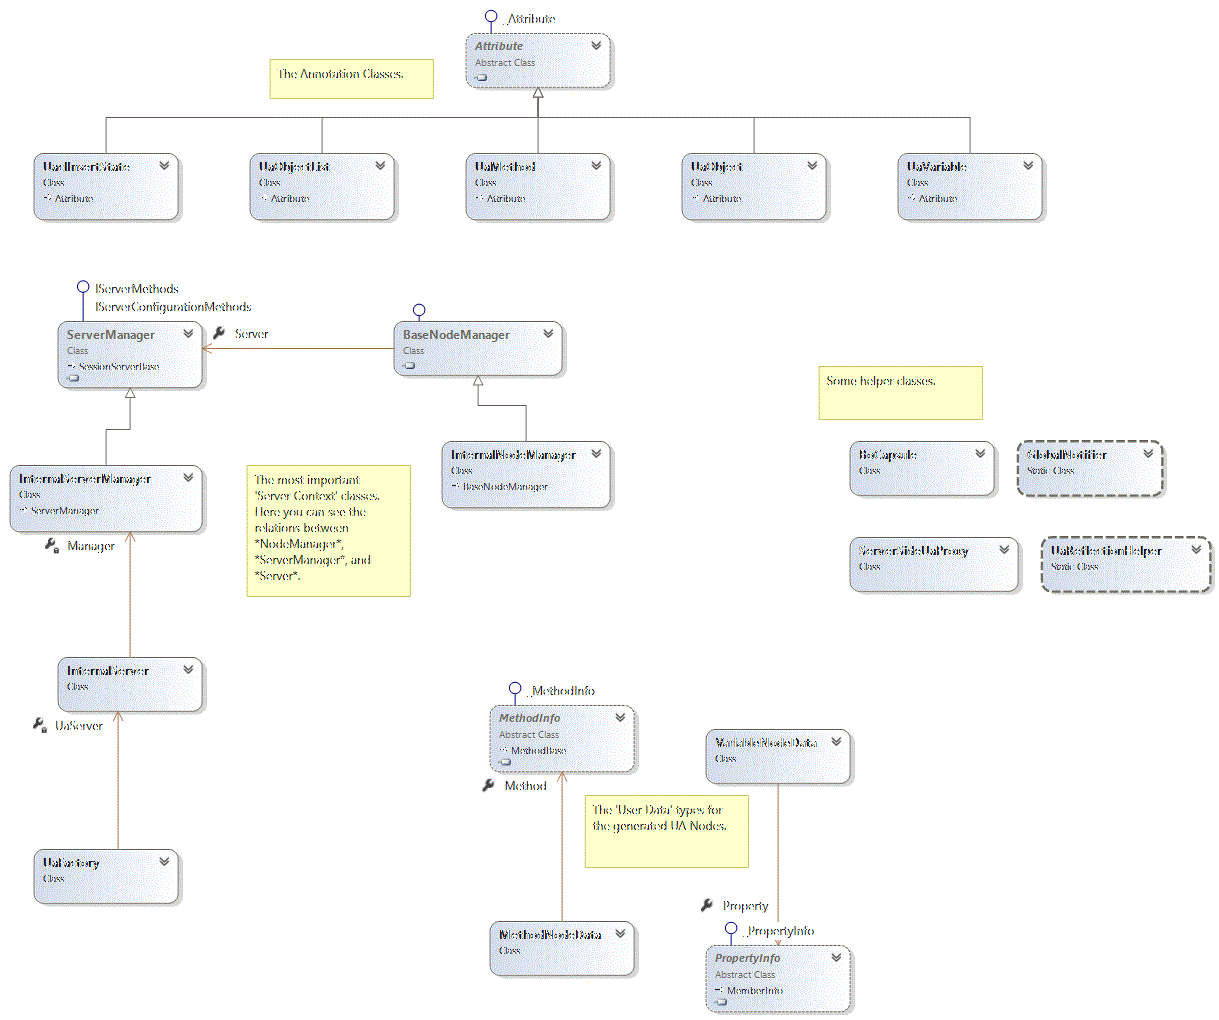 _Attribute
Attribute
Abstract Class
The Annotation Classes.
UaclInsertState
Class
Attribute
UaObjectList
Class
Attribute
UaMethod
Class
Attribute
UaObject
Class
Attribute
UaVariable
Class
Attribute
IServerMethods
IServerConfigurationMethods
ServerManager
Class
SessionServerBase
Server
BaseNodeManager
Class
Some helper classes.
InternalServerManager
Class
ServerManager
The most important
'Server Context' classes.
Here you can see the
relations between
*NodeManager*,
*ServerManager*, and
*Server*.
InternalNodeManager
Class
BaseNodeManager
BoCapsule
Class
GlobalNotifier
Static Class
Manager
ServerSideUaProxy
Class
UaReflectionHelper
Static Class
InternalServer
Class
UaServer
_MethodInfo
MethodInfo
Abstract Class
MethodBase
Method
VariableNodeData
Class
The 'User Data' types for
the generated UA Nodes.
UaFactory
Class
MethodNodeData
Class
Property
_PropertyInfo
PropertyInfo
Abstract Class
MemberInfo